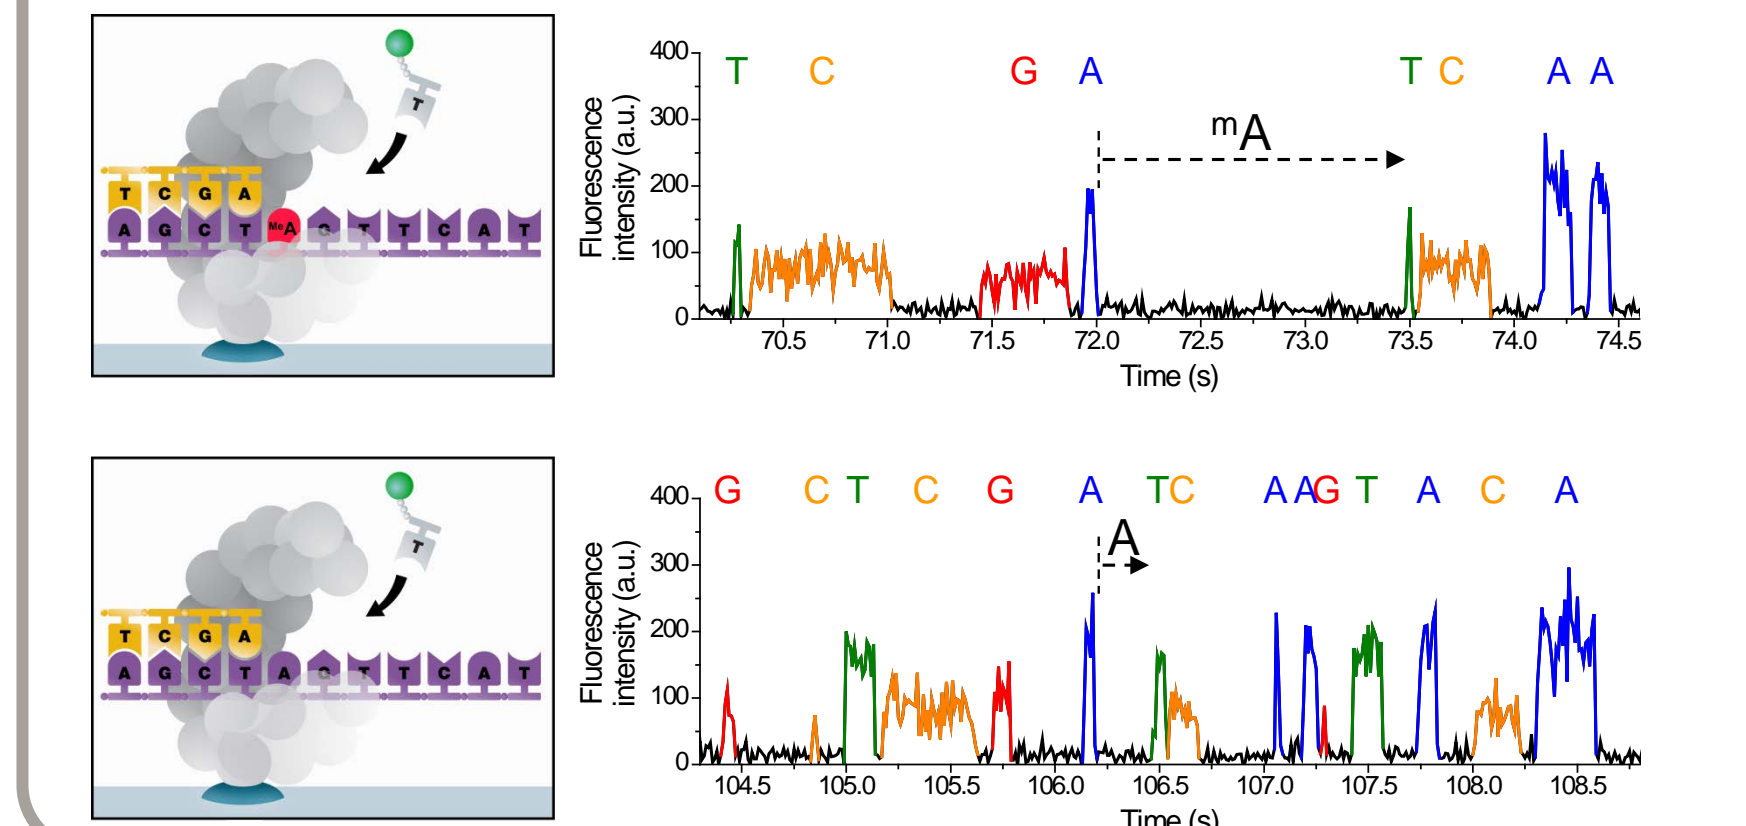 T
T C G A
A G C T MeA G T T C A T
Fluorescence
intensity (a.u.)
400
300
200
100
0
T C G A T C A A
mA
70.5 71.0 71.5 72.0 72.5 73.0 73.5 74.0 74.5
Time (s)
T
T C G A
A G C T A G T T C A T
Fluorescence
intensity (a.u.)
400
300
200
100
0
G C T C G A T C A A G T A C A
A
104.5 105.0 105.5 106.0 106.5 107.0 107.5 108.0 108.5
Time (s)